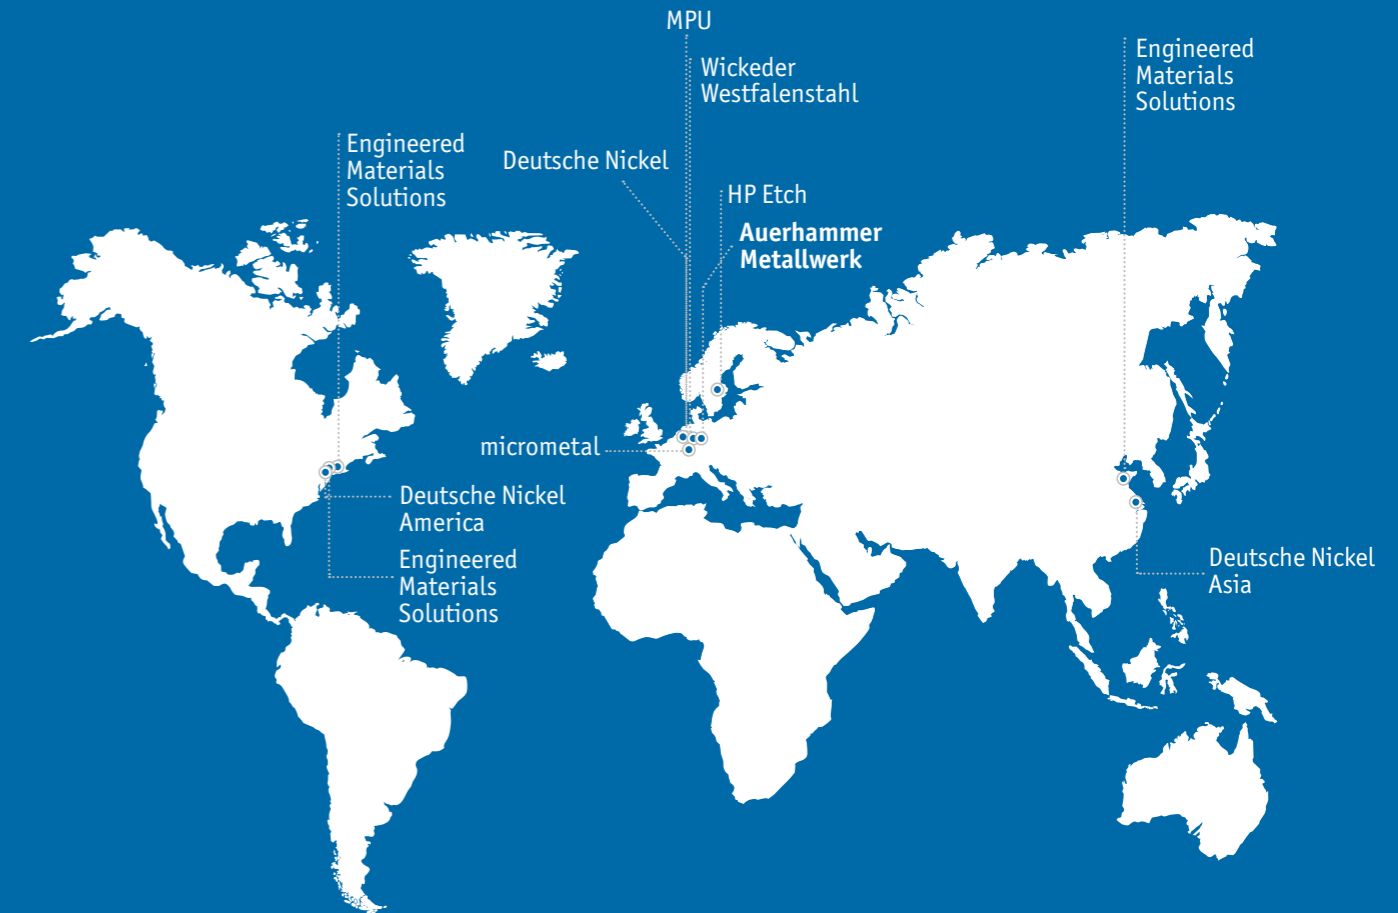 MPU
Wickeder
Westfalenstahl
Engineered
Materials
Solutions
Engineered
Materials
Solutions
Deutsche Nickel
HP Etch
Auerhammer
Metallwerk
micrometal
Deutsche Nickel
America
Engineered
Materials
Solutions
Deutsche Nickel
Asia